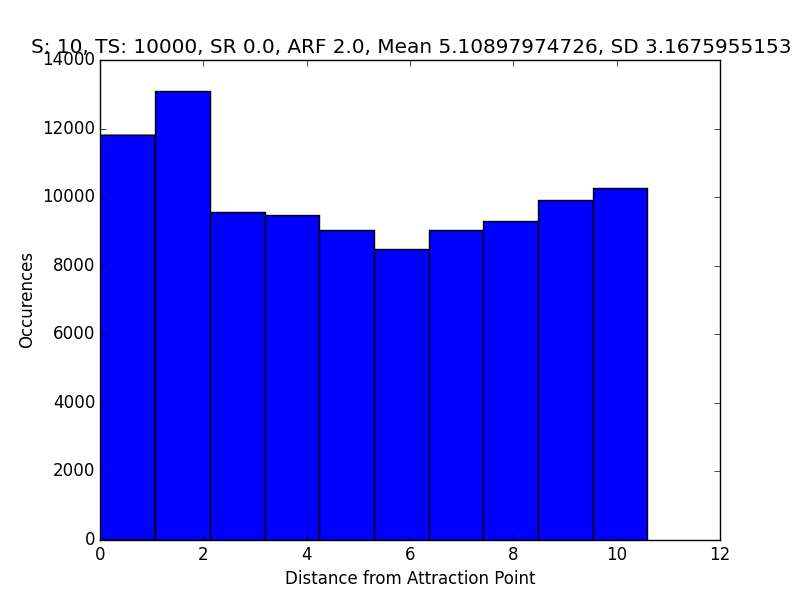 S: 10, TS: 10000, SR 0.0, ARF 2.0, Mean 5.10897974726, SD 3.1675955153
14000
12000
10000
8000
6000
4000
2000
0
Occurences
0 2 4 6 8 10 12
Distance from Attraction Point